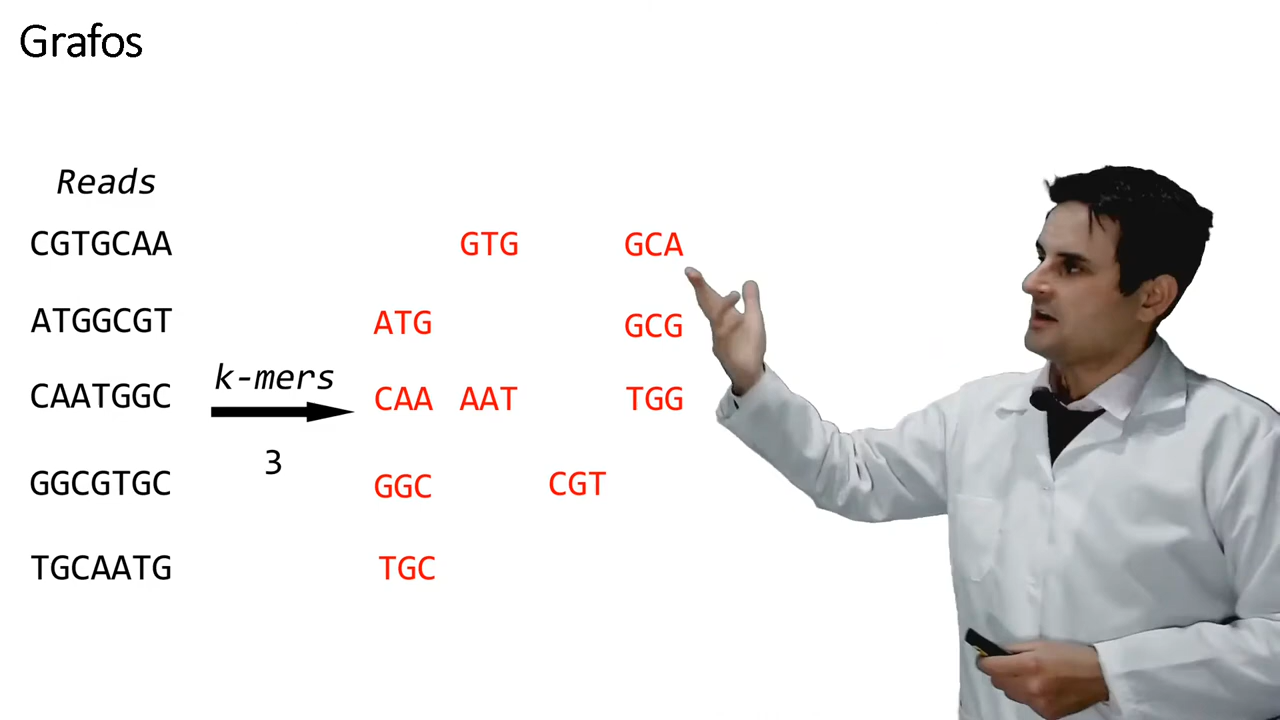 Grafos
Reads
CGTGCAA
ATGGCGT
CAATGGC
GGCGTGC
TGCAATG
k-mers
3
GTG GCA
ATG GCG
CAA AAT TGG
GGC CGT
TGC